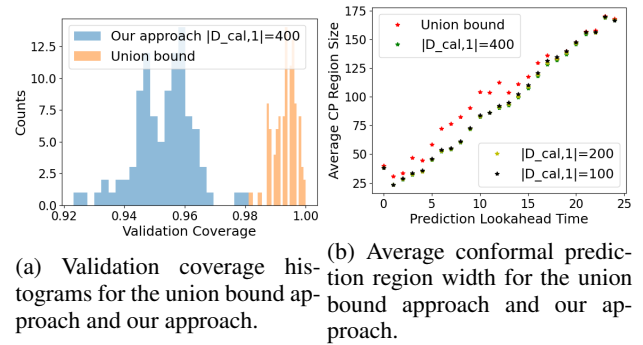 Our approach |D_cal,1|=400
Union bound
12.5
10.0
7.5
5.0
2.5
0.0
Counts
0.92 0.94 0.96 0.98 1.00
Validation Coverage
(a) Validation coverage his-
tograms for the union bound ap-
proach and our approach.
175
150
125
100
75
50
25
Average CP Region Size
Union bound
|D_cal,1|=400
|D_cal,1|=200
|D_cal,1|=100
0 5 10 15 20 25
Prediction Lookahead Time
(b) Average conformal predic-
tion region width for the union
bound approach and our ap-
proach.